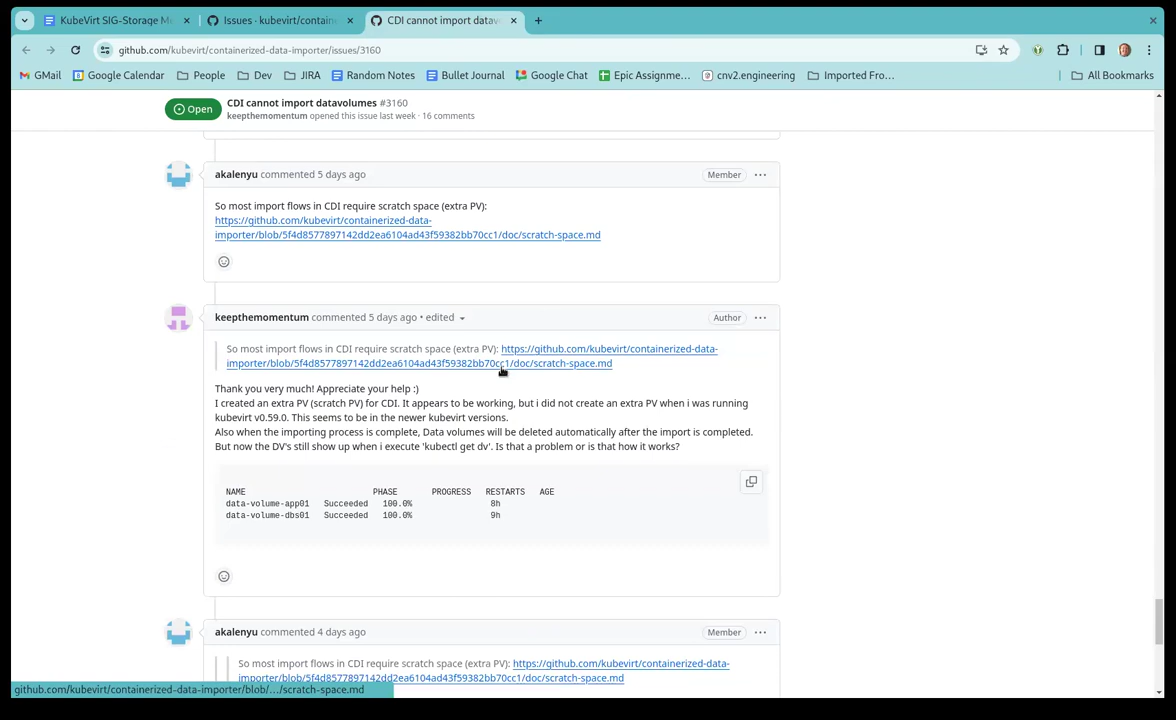 KubeVirt SIG-Storage Me
Issues · kubevirt/contain
CDI cannot import datav
github.com/kubevirt/containerized-data-importer/issues/3160
GMail
Google Calendar
People
Dev
JIRA
Random Notes
Bullet Journal
Google Chat
Epic Assignme...
cnv2.engineering
Imported Fro...
All Bookmarks
Open
CDI cannot import datavolumes #3160
keepthemomentum opened this issue last week · 16 comments
akalenyu commented 5 days ago
Member
So most import flows in CDI require scratch space (extra PV):
https://github.com/kubevirt/containerized-data-
importer/blob/5f4d8577897142dd2ea6104ad43f59382bb70cc1/doc/scratch-space.md
keepthemomentum commented 5 days ago • edited
Author
So most import flows in CDI require scratch space (extra PV): https://github.com/kubevirt/containerized-data-
importer/blob/5f4d8577897142dd2ea6104ad43f59382bb70cc1/doc/scratch-space.md
Thank you very much! Appreciate your help :)
I created an extra PV (scratch PV) for CDI. It appears to be working, but i did not create an extra PV when i was running
kubevirt v0.59.0. This seems to be in the newer kubevirt versions.
Also when the importing process is complete, Data volumes will be deleted automatically after the import is completed.
But now the DV's still show up when i execute 'kubectl get dv'. Is that a problem or is that how it works?
NAME PHASE PROGRESS RESTARTS AGE
data-volume-app01 Succeeded 100.0% 8h
data-volume-dbs01 Succeeded 100.0% 9h
akalenyu commented 4 days ago
Member
So most import flows in CDI require scratch space (extra PV): https://github.com/kubevirt/containerized-data-
importer/blob/5f4d8577897142dd2ea6104ad43f59382bb70cc1/doc/scratch-space.md
github.com/kubevirt/containerized-data-importer/blob/.../scratch-space.md